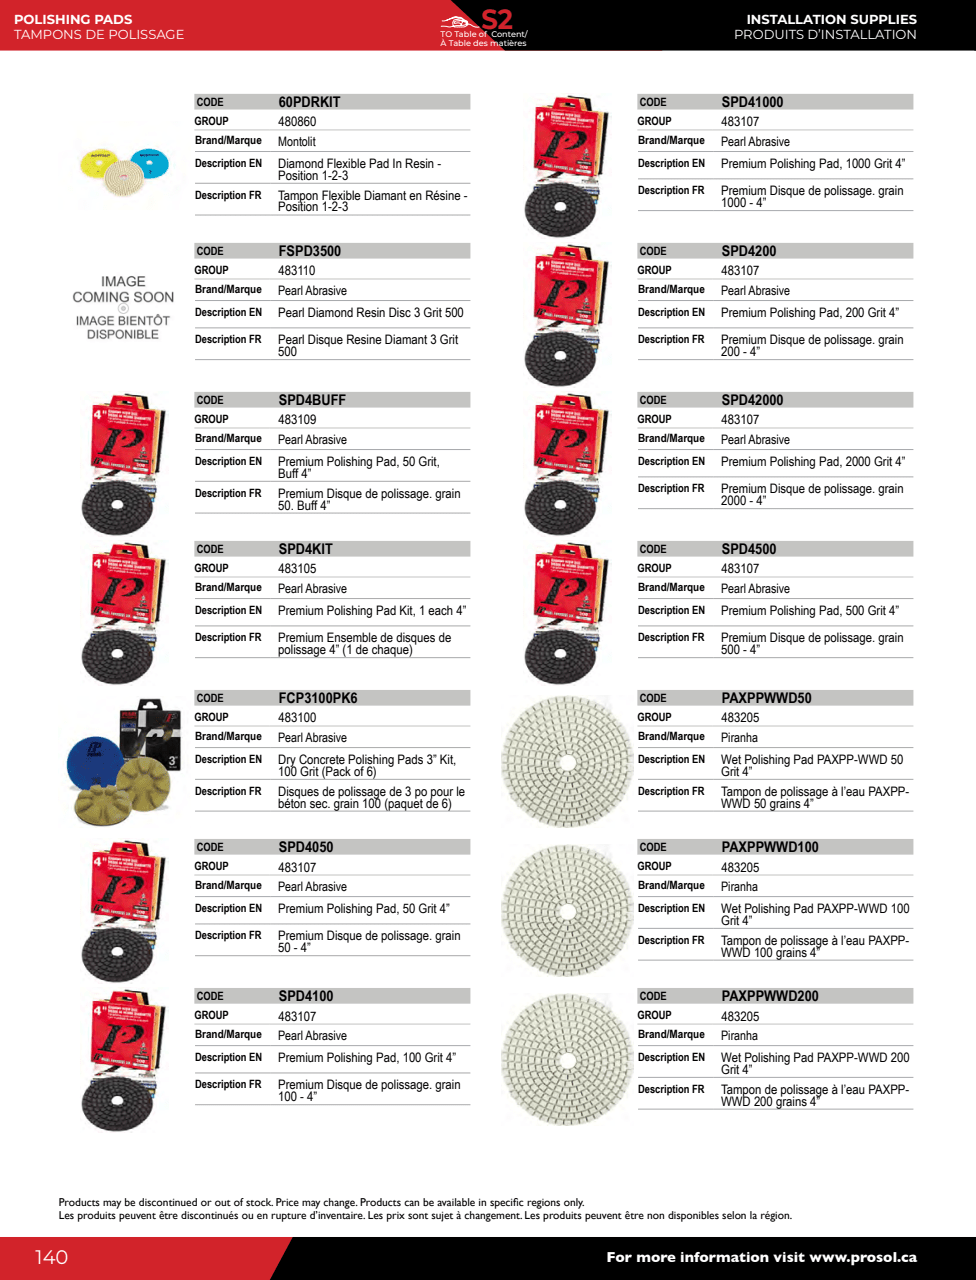 POLISHING PADS
TAMPONS DE POLISSAGE
S2
TO Table of Content/
À Table des matières
INSTALLATION SUPPLIES
PRODUITS D'INSTALLATION
CODE 60PDRKIT
GROUP 480860
Brand/Marque Montolit
Description EN Diamond Flexible Pad In Resin -
Position 1-2-3
Description FR Tampon Flexible Diamant en Résine -
Position 1-2-3
IMAGE
COMING SOON
IMAGE BIENTÔT
DISPONIBLE
CODE FSPD3500
GROUP 483110
Brand/Marque Pearl Abrasive
Description EN Pearl Diamond Resin Disc 3 Grit 500
Description FR Pearl Disque Resine Diamant 3 Grit
500
4"
P
CODE SPD4BUFF
GROUP 483109
Brand/Marque Pearl Abrasive
Description EN Premium Polishing Pad, 50 Grit,
Buff 4”
Description FR Premium Disque de polissage. grain
50. Buff 4”
4"
P
CODE SPD4KIT
GROUP 483105
Brand/Marque Pearl Abrasive
Description EN Premium Polishing Pad Kit, 1 each 4”
Description FR Premium Ensemble de disques de
polissage 4” (1 de chaque)
3"
CODE FCP3100PK6
GROUP 483100
Brand/Marque Pearl Abrasive
Description EN Dry Concrete Polishing Pads 3” Kit,
100 Grit (Pack of 6)
Description FR Disques de polissage de 3 po pour le
béton sec. grain 100 (paquet de 6)
4"
P
CODE SPD4050
GROUP 483107
Brand/Marque Pearl Abrasive
Description EN Premium Polishing Pad, 50 Grit 4”
Description FR Premium Disque de polissage. grain
50 - 4”
4"
P
CODE SPD4100
GROUP 483107
Brand/Marque Pearl Abrasive
Description EN Premium Polishing Pad, 100 Grit 4”
Description FR Premium Disque de polissage. grain
100 - 4”
4"
P
CODE SPD41000
GROUP 483107
Brand/Marque Pearl Abrasive
Description EN Premium Polishing Pad, 1000 Grit 4”
Description FR Premium Disque de polissage. grain
1000 - 4”
4"
P
CODE SPD4200
GROUP 483107
Brand/Marque Pearl Abrasive
Description EN Premium Polishing Pad, 200 Grit 4”
Description FR Premium Disque de polissage. grain
200 - 4”
4"
P
CODE SPD42000
GROUP 483107
Brand/Marque Pearl Abrasive
Description EN Premium Polishing Pad, 2000 Grit 4”
Description FR Premium Disque de polissage. grain
2000 - 4”
4"
P
CODE SPD4500
GROUP 483107
Brand/Marque Pearl Abrasive
Description EN Premium Polishing Pad, 500 Grit 4”
Description FR Premium Disque de polissage. grain
500 - 4”
CODE PAXPPWWD50
GROUP 483205
Brand/Marque Piranha
Description EN Wet Polishing Pad PAXPP-WWD 50
Grit 4”
Description FR Tampon de polissage à l’eau PAXPP-
WWD 50 grains 4”
CODE PAXPPWWD100
GROUP 483205
Brand/Marque Piranha
Description EN Wet Polishing Pad PAXPP-WWD 100
Grit 4”
Description FR Tampon de polissage à l’eau PAXPP-
WWD 100 grains 4”
CODE PAXPPWWD200
GROUP 483205
Brand/Marque Piranha
Description EN Wet Polishing Pad PAXPP-WWD 200
Grit 4”
Description FR Tampon de polissage à l’eau PAXPP-
WWD 200 grains 4”
Products may be discontinued or out of stock. Price may change. Products can be available in specific regions only.
Les produits peuvent être discontinués ou en rupture d’inventaire. Les prix sont sujet à changement. Les produits peuvent être non disponibles selon la région.
140
For more information visit www.prosol.ca